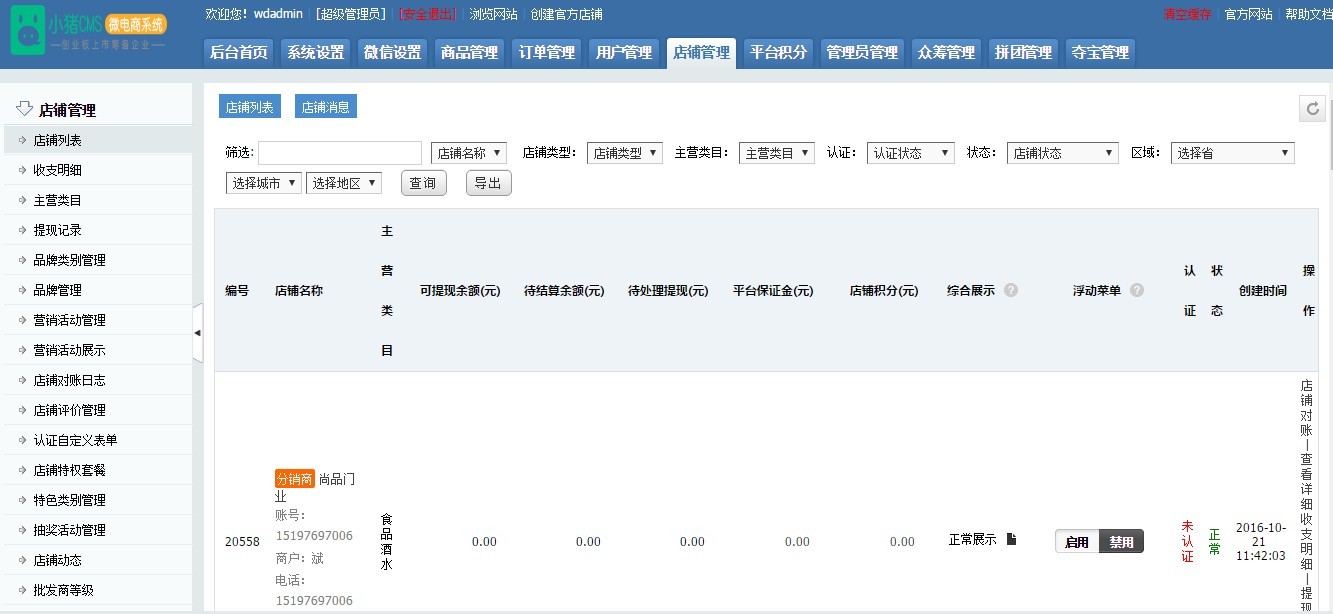 小猪CMS 微电商系统
创业板上市筹备企业
欢迎您！wdadmin [超级管理员] [安全退出] 浏览网站 创建官方店铺
清空缓存 官方网站 帮助文档
后台首页 系统设置 微信设置 商品管理 订单管理 用户管理 店铺管理 平台积分 管理员管理 众筹管理 拼团管理 夺宝管理
店铺管理
店铺列表
收支明细
主营类目
提现记录
品牌类别管理
品牌管理
营销活动管理
营销活动展示
店铺对账日志
店铺评价管理
认证自定义表单
店铺特权套餐
特色类别管理
抽奖活动管理
店铺动态
批发商等级
店铺列表 店铺消息
筛选: 店铺名称 店铺类型: 店铺类型 主营类目: 主营类目 认证: 认证状态 状态: 店铺状态 区域: 选择省
选择城市 选择地区 查询 导出
编号 店铺名称 主营类目 可提现余额(元) 待结算余额(元) 待处理提现(元) 平台保证金(元) 店铺积分(元) 综合展示 ? 浮动菜单 ? 认证 状态 创建时间 操作
20558
分销商 尚品门
业
账号:
15197697006
商户: 斌
电话:
15197697006
食品酒水
0.00 0.00 0.00 0.00 0.00
正常展示
启用 禁用
未认证
正常
2016-10-
21
11:42:03
店铺对账 | 查看详细收支明细 | 提现